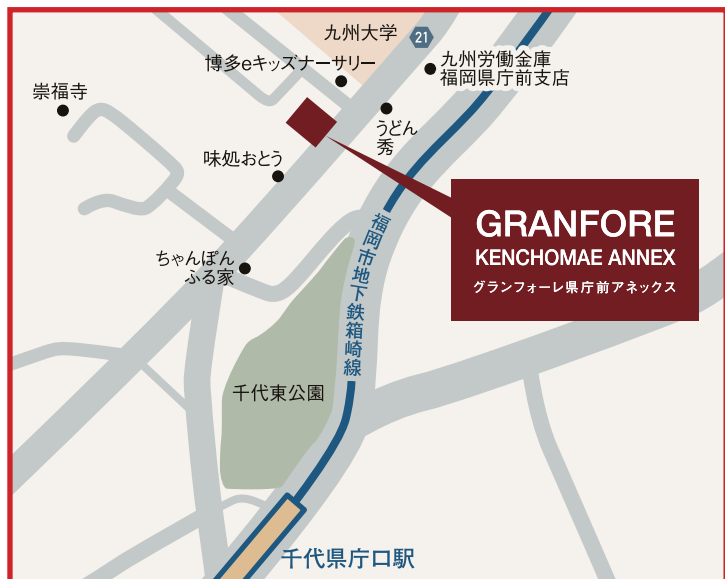 九州大学
21
博多eキッズナーサリー
九州労働金庫
福岡県庁前支店
崇福寺
うどん
秀
味処おとう
GRANFORE
KENCHOMAE ANNEX
グランフォーレ県庁前アネックス
福岡市地下鉄箱崎線
ちゃんぽん
ふる家
千代東公園
千代県庁口駅